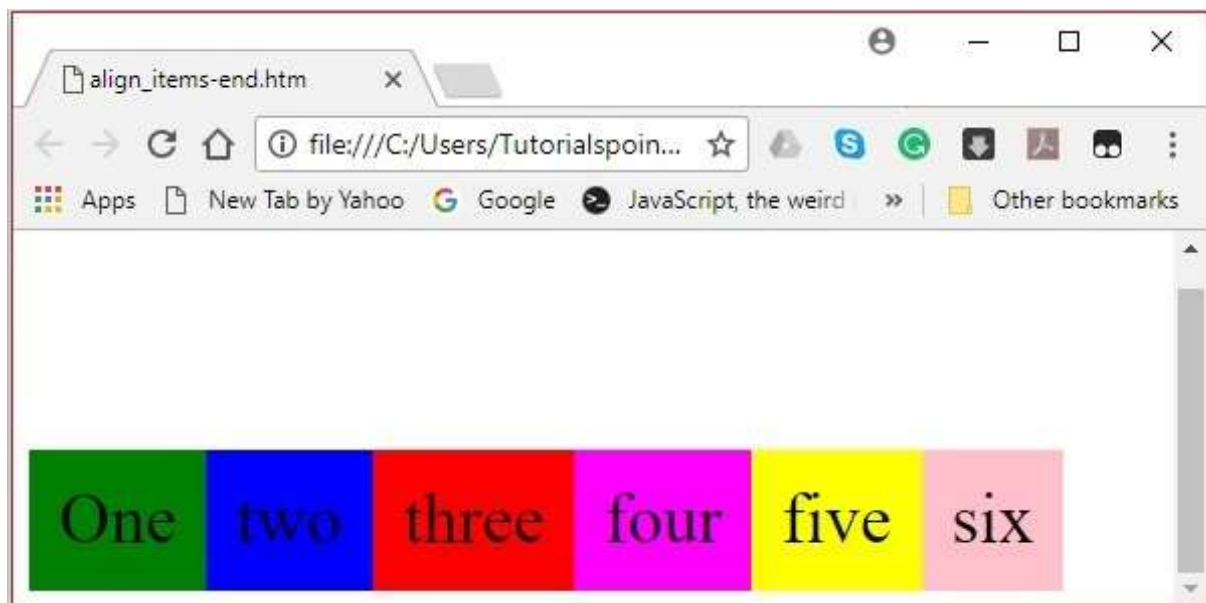 align_items-end.htm
file:///C:/Users/Tutorialspoin...
Apps New Tab by Yahoo Google JavaScript, the weird » Other bookmarks
One two three four five six